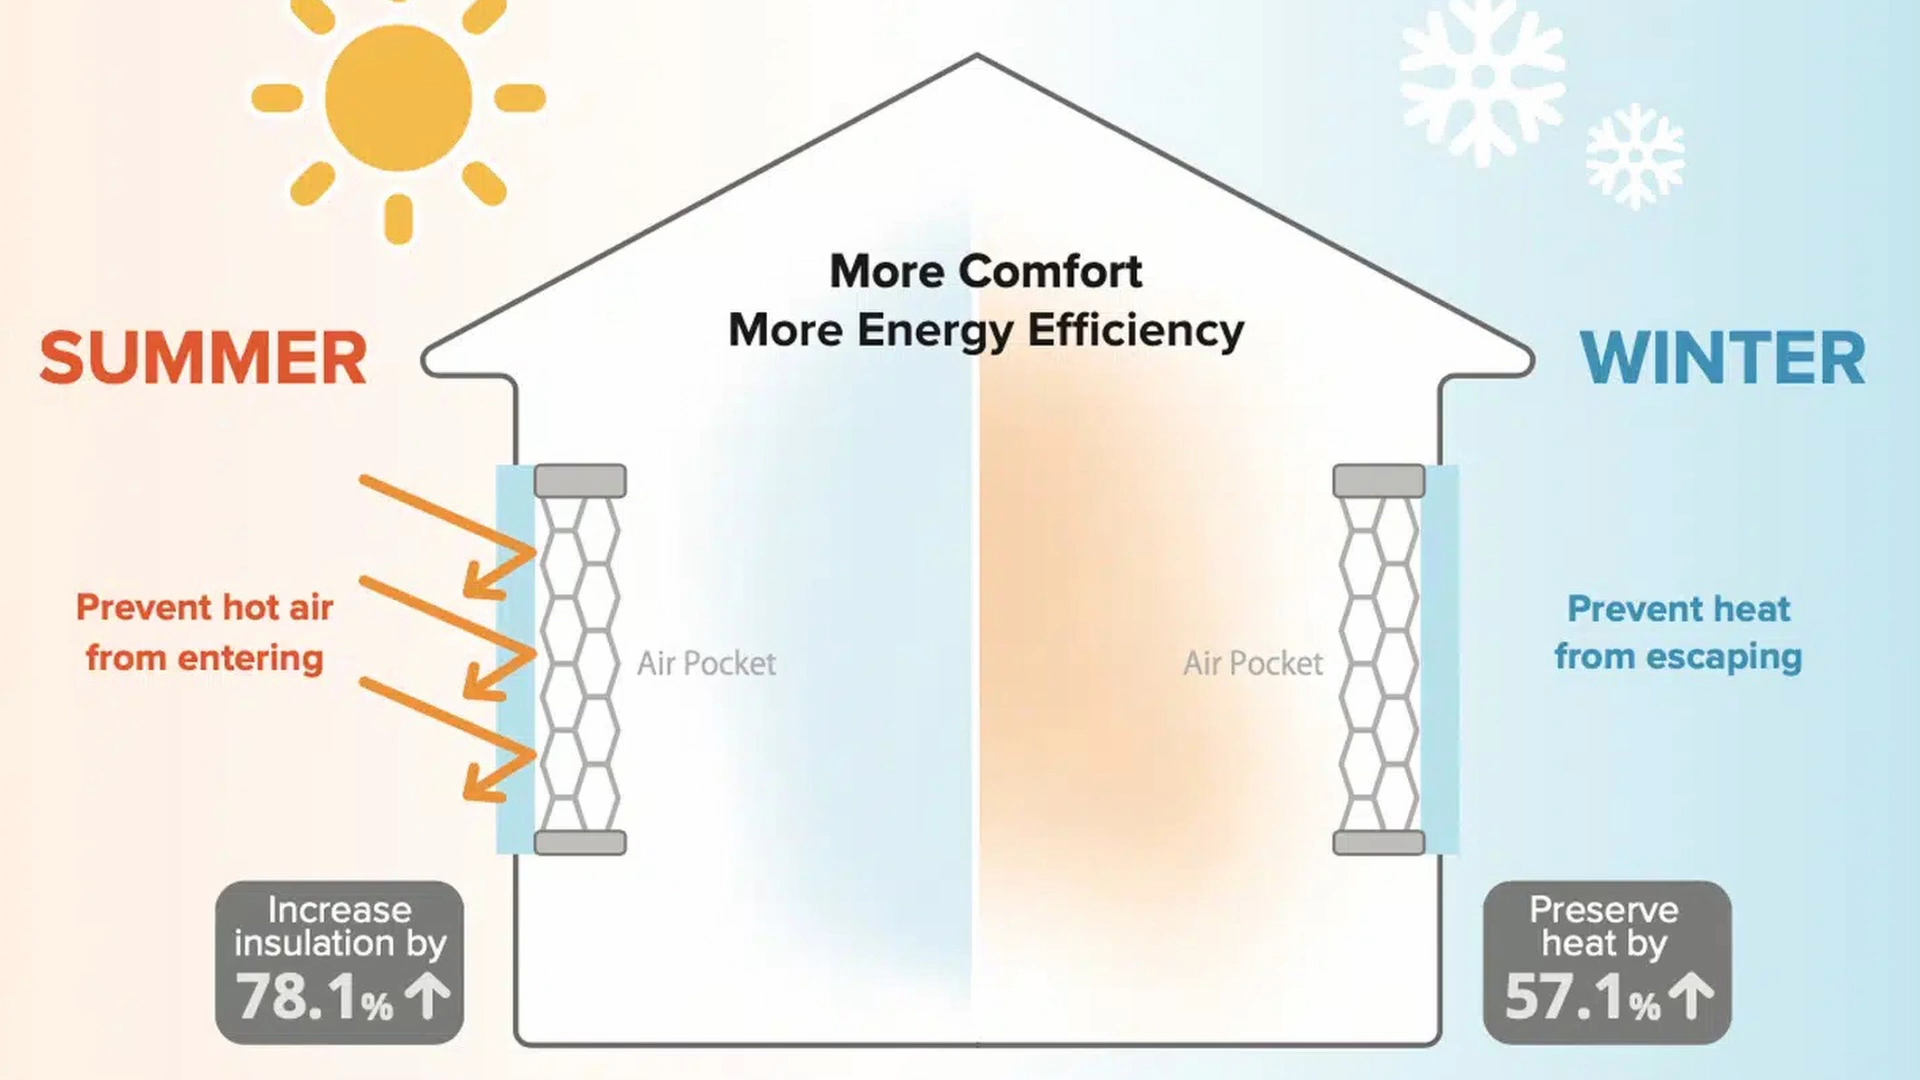 More Comfort
More Energy Efficiency
SUMMER
WINTER
Prevent hot air
from entering
Air Pocket
Air Pocket
Prevent heat
from escaping
Increase
insulation by
78.1%↑
Preserve
heat by
57.1%↑